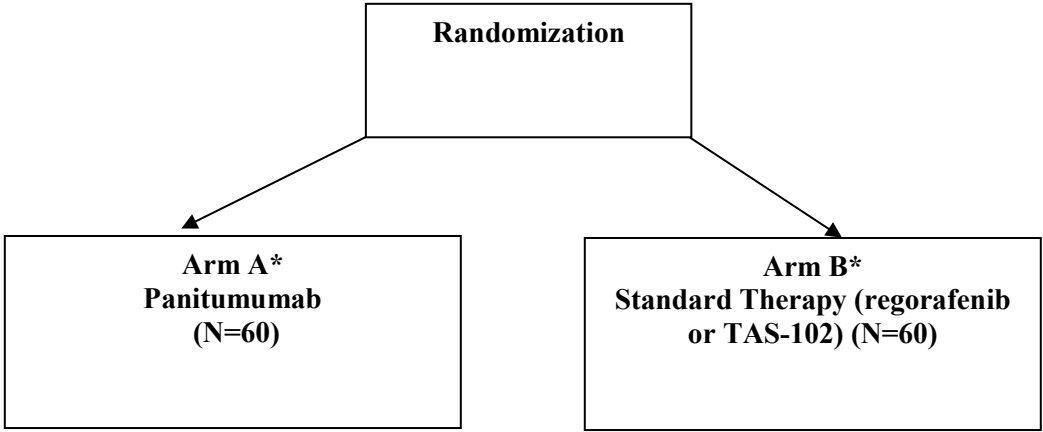 Randomization
Arm A*
Panitumumab
(N=60)
Arm B*
Standard Therapy (regorafenib
or TAS-102) (N=60)